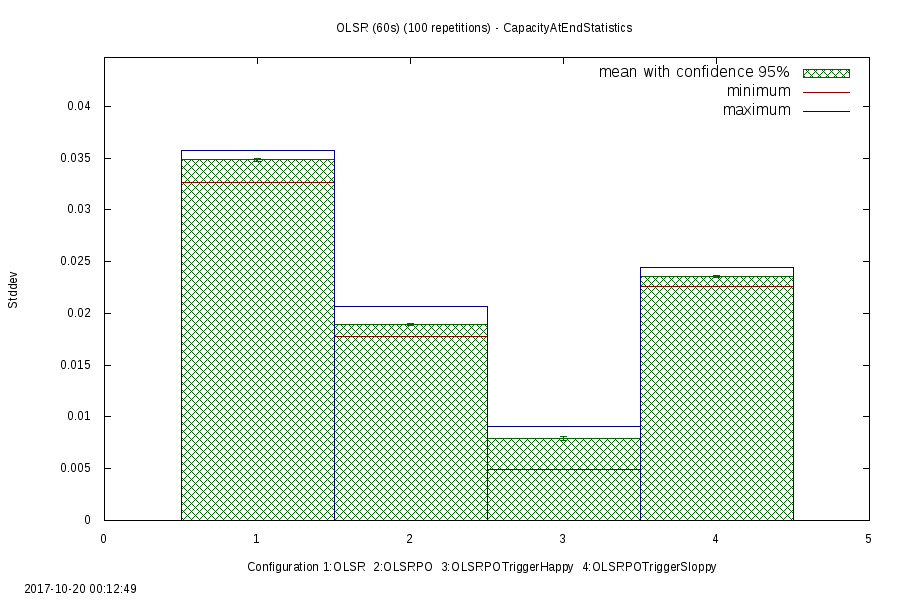 OLSR (60s) (100 repetitions) - CapacityAtEndStatistics
mean with confidence 95%
minimum
maximum
0.04
0.035
0.03
0.025
0.02
0.015
0.01
0.005
0
Stddev
0 1 2 3 4 5
Configuration 1:OLSR 2:OLSRPO 3:OLSRPOTriggerHappy 4:OLSRPOTriggerSloppy
2017-10-20 00:12:49